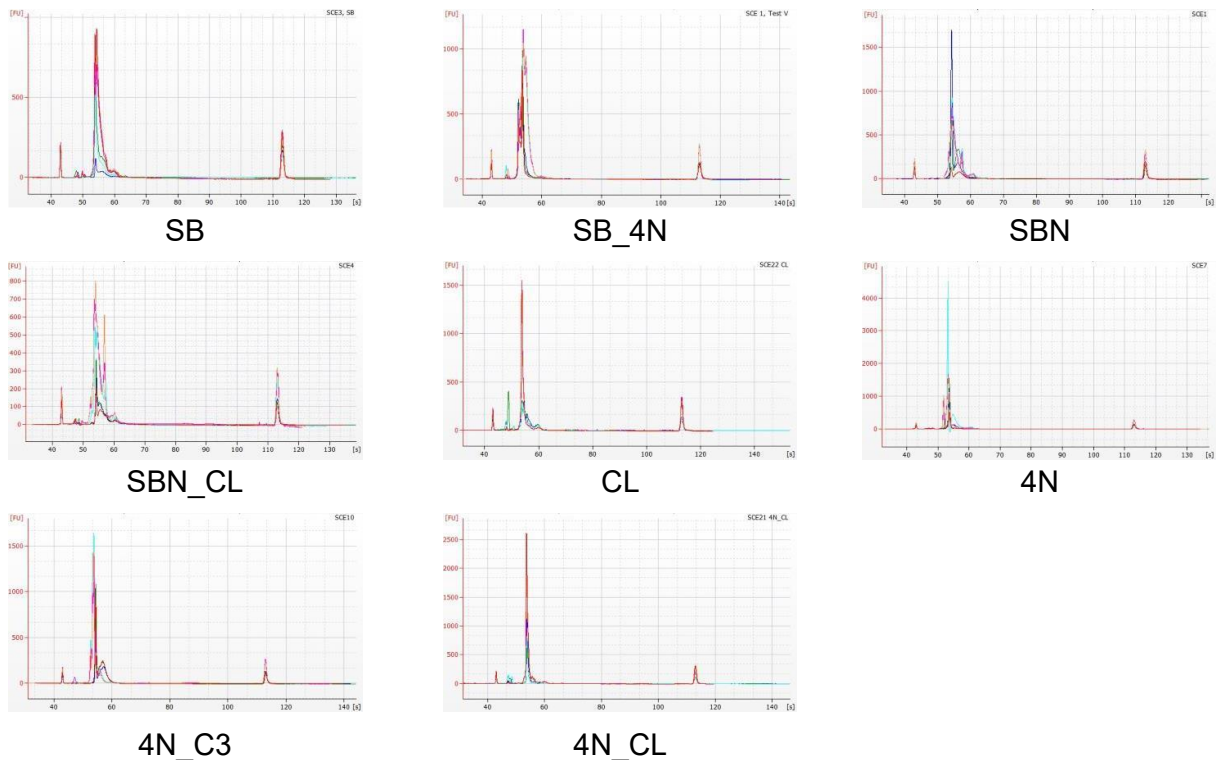 [FU] SCE3, SB
500
0
40 50 60 70 80 90 100 110 120 130 [s]
SB
[FU] SCE 1, Test V
1000
500
0
40 60 80 100 120 140 [s]
SB_4N
[FU] SCE1
1500
1000
500
0
40 50 60 70 80 90 100 110 120 130 [s]
SBN
[FU] SCE4
800
700
600
500
400
300
200
100
0
40 50 60 70 80 90 100 110 120 130 [s]
SBN_CL
[FU] SCE22 CL
1500
1000
500
0
40 60 80 100 120 140 [s]
CL
[FU] SCE7
4000
3000
2000
1000
0
40 50 60 70 80 90 100 110 120 130 [s]
4N
[FU] SCE10
1500
1000
500
0
40 60 80 100 120 140 [s]
4N_C3
[FU] SCE21 4N_CL
2500
2000
1500
1000
500
0
40 60 80 100 120 140 [s]
4N_CL